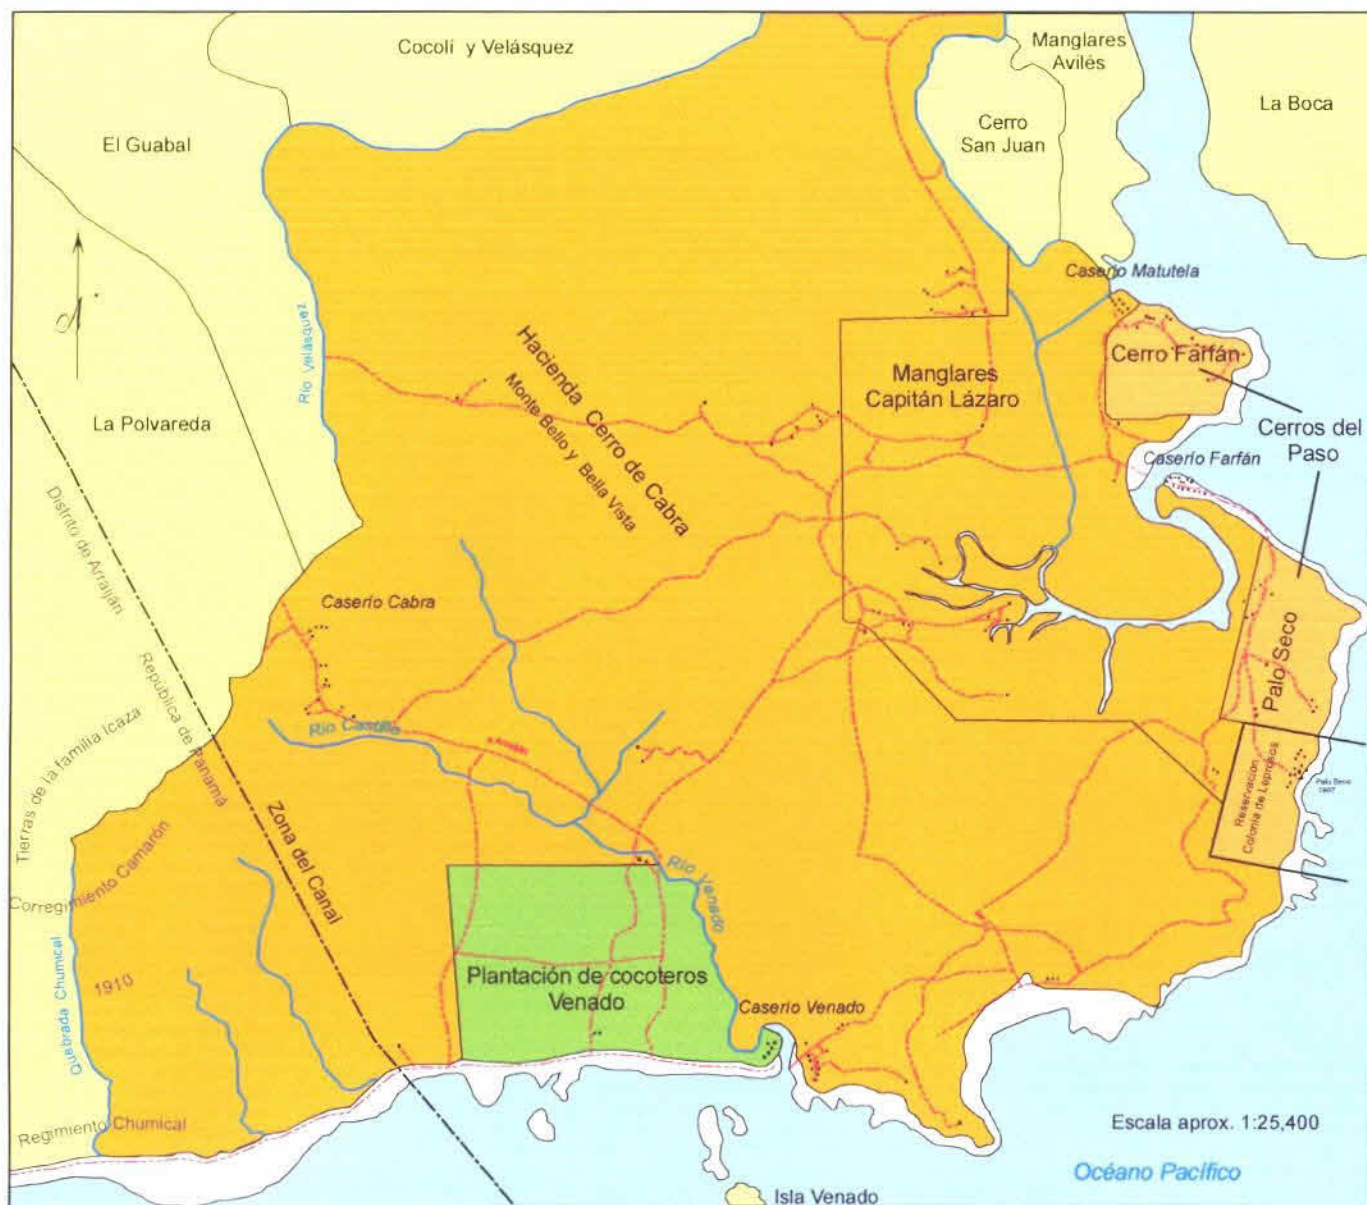 Cocolí y Velásquez
Manglares
Avilés
La Boca
El Guabal
Cerro
San Juan
Caserío Matutela
Río Velásquez
Hacienda Cerro de Cabra
Monte Bello y Bella Vista
Manglares
Capitán Lázaro
Cerro Farfán
La Polvareda
Cerros del
Paso
Caserío Farfán
Distrito de Arraiján
República de Panamá
Caserío Cabra
Palo Seco
Río Castillo
Tierras de la familia Icaza
Zona del Canal
Reservación
Colonia de Leprosos
Palo Seco
1907
Corregimiento Camarón
Río Venado
1910
Quebrada Chumical
Plantación de cocoteros
Venado
Caserío Venado
Regimiento Chumical
Escala aprox. 1:25,400
Océano Pacífico
Isla Venado